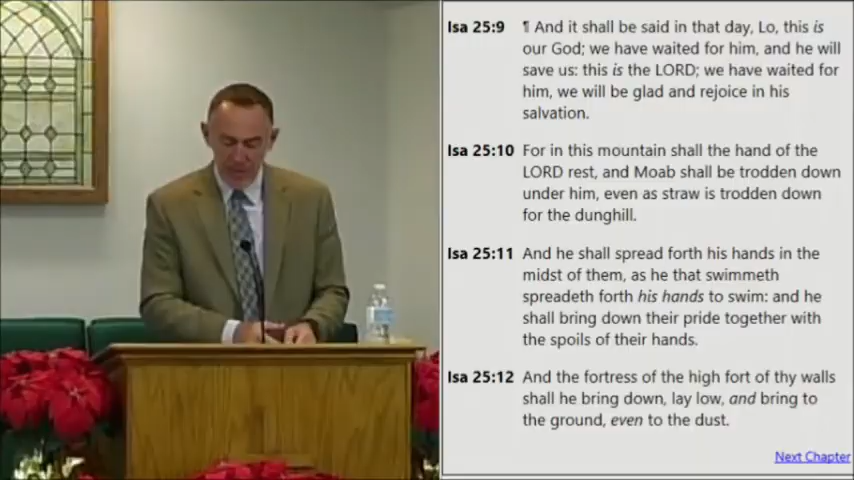 Isa 25:9 ¶ And it shall be said in that day, Lo, this is
our God; we have waited for him, and he will
save us: this is the LORD; we have waited for
him, we will be glad and rejoice in his
salvation.
Isa 25:10 For in this mountain shall the hand of the
LORD rest, and Moab shall be trodden down
under him, even as straw is trodden down
for the dunghill.
Isa 25:11 And he shall spread forth his hands in the
midst of them, as he that swimmeth
spreadeth forth his hands to swim: and he
shall bring down their pride together with
the spoils of their hands.
Isa 25:12 And the fortress of the high fort of thy walls
shall he bring down, lay low, and bring to
the ground, even to the dust.
Next Chapter